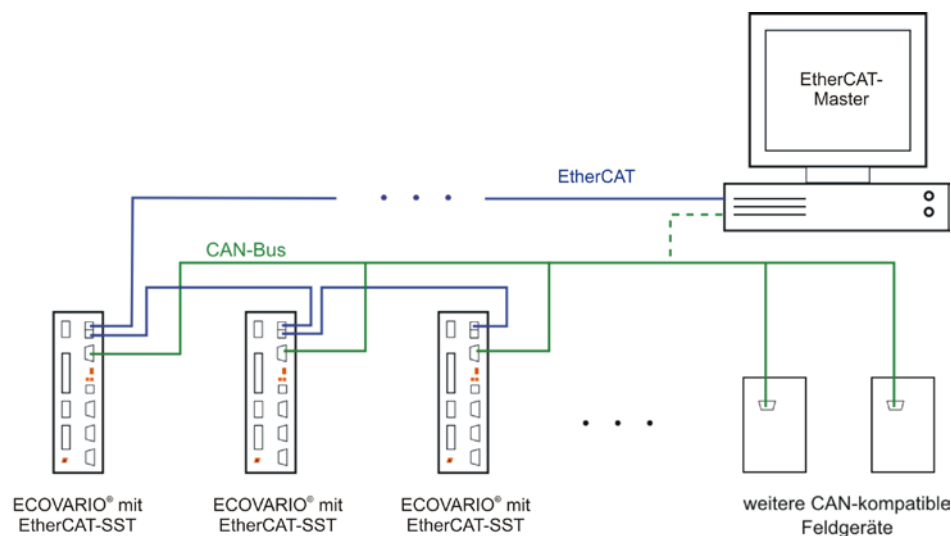 EtherCAT-
Master
EtherCAT
CAN-Bus
ECOVARIO® mit
EtherCAT-SST
ECOVARIO® mit
EtherCAT-SST
ECOVARIO® mit
EtherCAT-SST
weitere CAN-kompatible
Feldgeräte